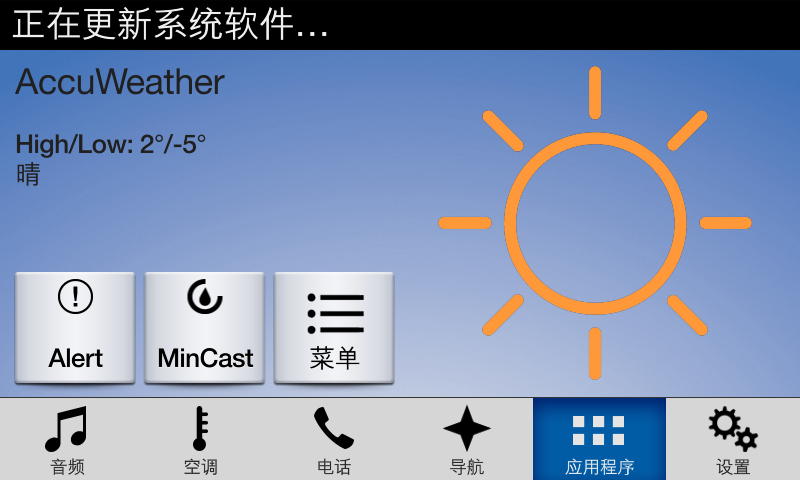 正在更新系统软件...
AccuWeather
High/Low: 2°/-5°
晴
Alert
MinCast
菜单
音频
空调
电话
导航
应用程序
设置